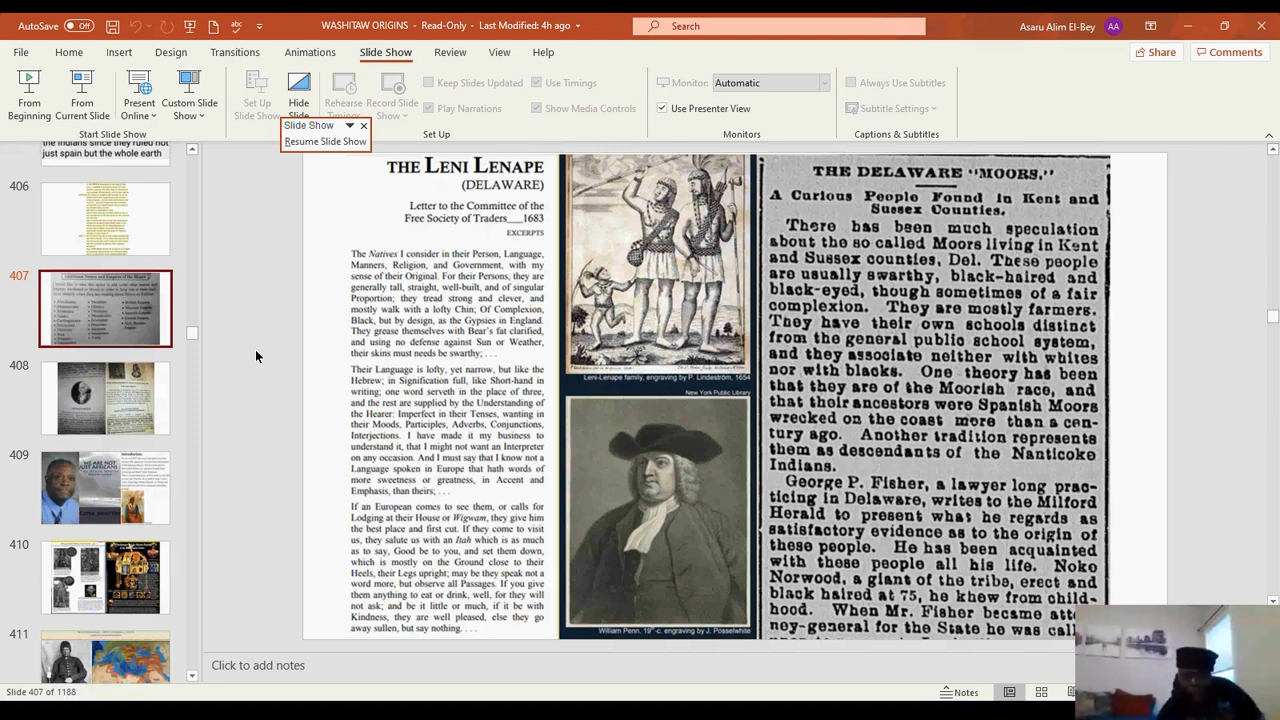 AutoSave
Off
WASHITAW ORIGINS - Read-Only - Last Modified: 4h ago
Search
Asaru Alim El-Bey
AA
File
Home
Insert
Design
Transitions
Animations
Slide Show
Review
View
Help
Share
Comments
From
Beginning
From
Current Slide
Present
Online
Custom Slide
Show
Start Slide Show
Set Up
Slide Show
Hide
Slide
Rehearse
Timings
Record Slide
Show
Keep Slides Updated
Play Narrations
Use Timings
Show Media Controls
Set Up
Monitor:
Automatic
Use Presenter View
Monitors
Always Use Subtitles
Subtitle Settings
Captions & Subtitles
Slide Show
Resume Slide Show
the Indians since they ruled not
just spain but the whole earth
406
407
408
409
410
411
THE LENI LENAPE
(DELAWARE)
Letter to the Committee of the
Free Society of Traders___1683
EXCERPTS
The Natives I consider in their Person, Language,
Manners, Religion, and Government, with my
sense of their Original. For their Persons, they are
generally tall, straight, well-built, and of singular
Proportion; they tread strong and clever, and
mostly walk with a lofty Chin; Of Complexion,
Black, but by design, as the Gypsies in England.
They grease themselves with Bear's fat clarified,
and using no defense against Sun or Weather,
their skins must needs be swarthy; . . .
Their Language is lofty, yet narrow, but like the
Hebrew; in Signification full, like Short-hand in
writing; one word serveth in the place of three,
and the rest are supplied by the Understanding of
the Hearer: Imperfect in their Tenses, wanting in
their Moods, Participles, Adverbs, Conjunctions,
Interjections. I have made it my business to
understand it, that I might not want an Interpreter
on any occasion. And I must say that I know not a
Language spoken in Europe that hath words of
more sweetness or greatness, in Accent and
Emphasis, than theirs; . . .
If an European comes to see them, or calls for
Lodging at their House or Wigwam, they give him
the best place and first cut. If they come to visit
us, they salute us with an Itah which is as much
as to say, Good be to you, and set them down,
which is mostly on the Ground close to their
Heels, their Legs upright; may be they speak not a
word more, but observe all Passages. If you give
them anything to eat or drink, well, for they will
not ask; and be it little or much, if it be with
Kindness, they are well pleased, else they go
away sullen, but say nothing. . . .
Leni-Lenape family, engraving by P. Lindeström, 1654
New York Public Library
William Penn, 19th-c. engraving by J. Posselwhite
THE DELAWARE "MOORS,"
A Curious People Found in Kent and
Sussex Counties.
There has been much speculation
about the so called Moors living in Kent
and Sussex counties, Del. These people
are usually swarthy, black-haired and
black-eyed, though sometimes of a fair
complexion. They are mostly farmers.
They have their own schools distinct
from the general public school system,
and they associate neither with whites
nor with blacks. One theory has been
that they are of the Moorish race, and
that their ancestors were Spanish Moors
wrecked on the coast more than a cen-
tury ago. Another tradition represents
them as descendants of the Nanticoke
Indians.
George P. Fisher, a lawyer long prac-
ticing in Delaware, writes to the Milford
Herald to present what he regards as
satisfactory evidence as to the origin of
these people. He has been acquainted
with these people all his life. Noke
Norwood, a giant of the tribe, erect and
black haired at 75, he knew from child-
hood. When Mr. Fisher became
ney-general for the State he was
Click to add notes
Slide 407 of 1188
Notes